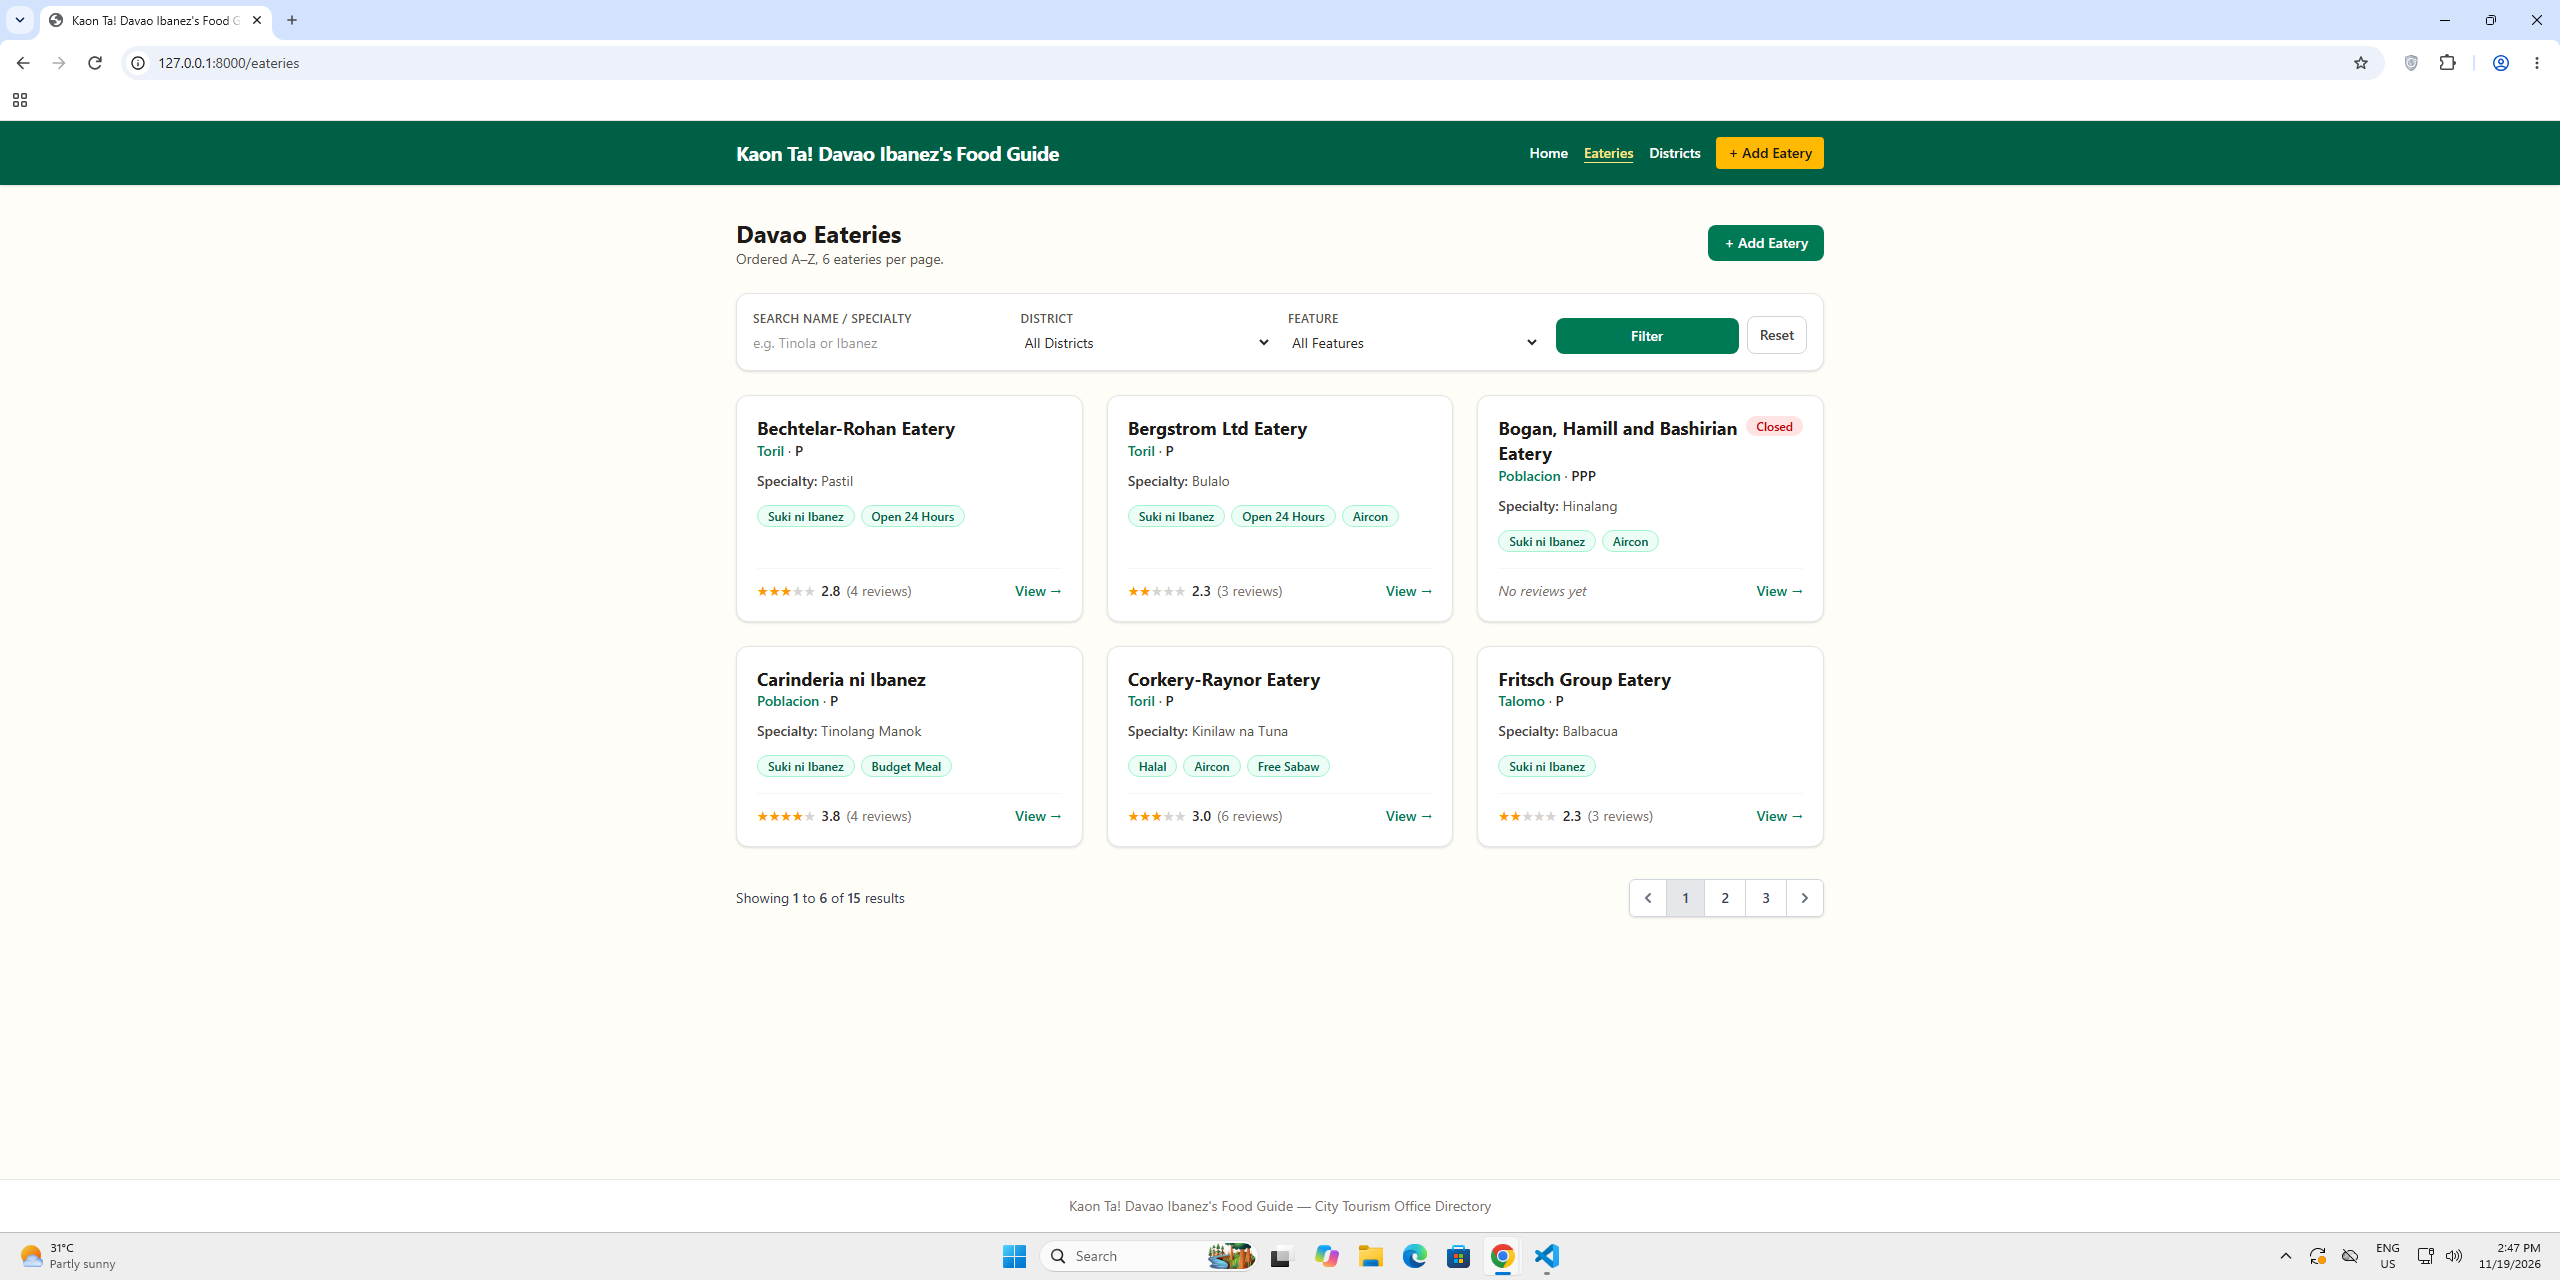 Kaon Ta! Davao Ibanez's Food G
127.0.0.1:8000/eateries
Kaon Ta! Davao Ibanez's Food Guide
Home Eateries Districts + Add Eatery
Davao Eateries
Ordered A–Z, 6 eateries per page.
+ Add Eatery
SEARCH NAME / SPECIALTY DISTRICT FEATURE
e.g. Tinola or Ibanez All Districts All Features Filter Reset
Bechtelar-Rohan Eatery
Toril · P
Specialty: Pastil
Suki ni Ibanez Open 24 Hours
★★★★★ 2.8 (4 reviews) View →
Bergstrom Ltd Eatery
Toril · P
Specialty: Bulalo
Suki ni Ibanez Open 24 Hours Aircon
★★★★★ 2.3 (3 reviews) View →
Bogan, Hamill and Bashirian Closed
Eatery
Poblacion · PPP
Specialty: Hinalang
Suki ni Ibanez Aircon
No reviews yet View →
Carinderia ni Ibanez
Poblacion · P
Specialty: Tinolang Manok
Suki ni Ibanez Budget Meal
★★★★★ 3.8 (4 reviews) View →
Corkery-Raynor Eatery
Toril · P
Specialty: Kinilaw na Tuna
Halal Aircon Free Sabaw
★★★★★ 3.0 (6 reviews) View →
Fritsch Group Eatery
Talomo · P
Specialty: Balbacua
Suki ni Ibanez
★★★★★ 2.3 (3 reviews) View →
Showing 1 to 6 of 15 results
1 2 3
Kaon Ta! Davao Ibanez's Food Guide — City Tourism Office Directory
31°C
Partly sunny
Search
ENG
US
2:47 PM
11/19/2026